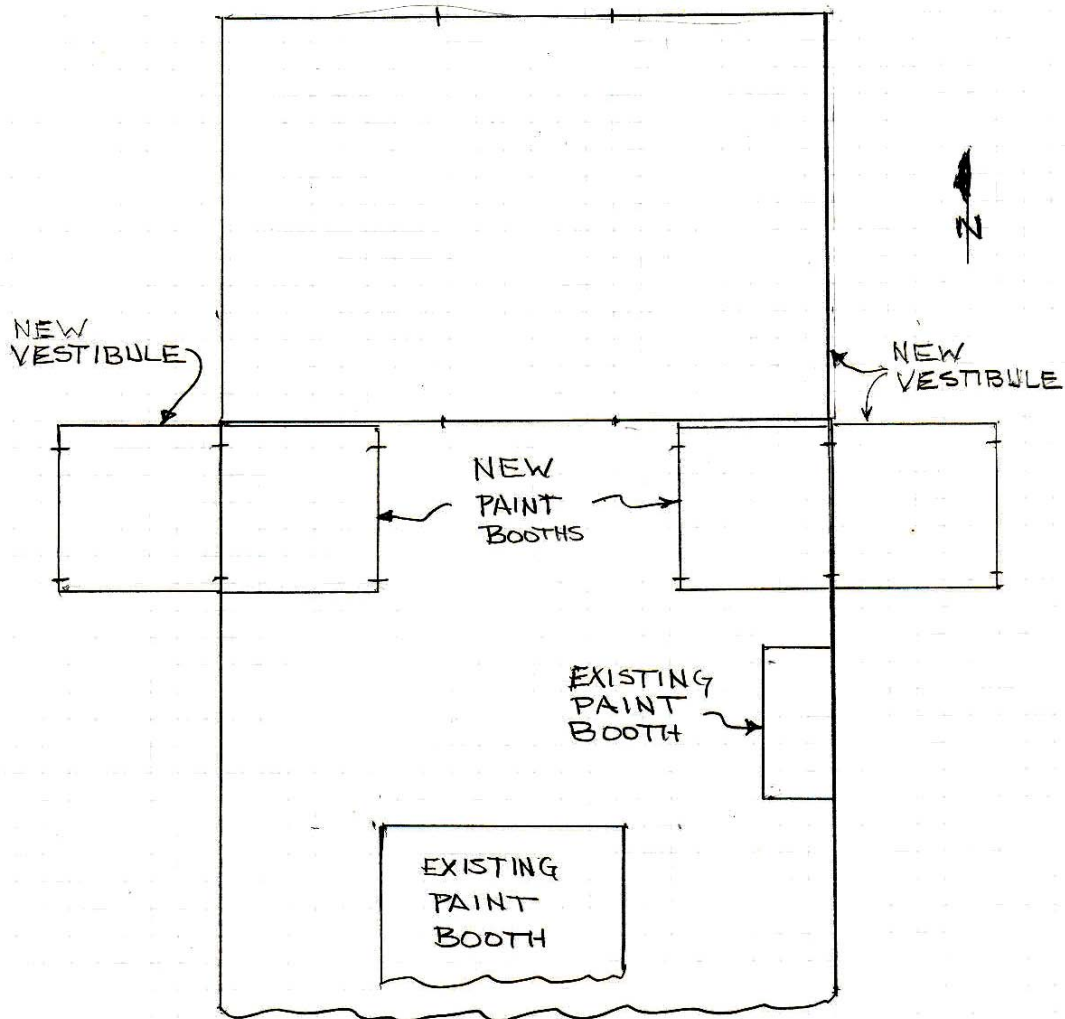 N
NEW
VESTIBULE
NEW
VESTIBULE
NEW
PAINT
BOOTHS
EXISTING
PAINT
BOOTH
EXISTING
PAINT
BOOTH